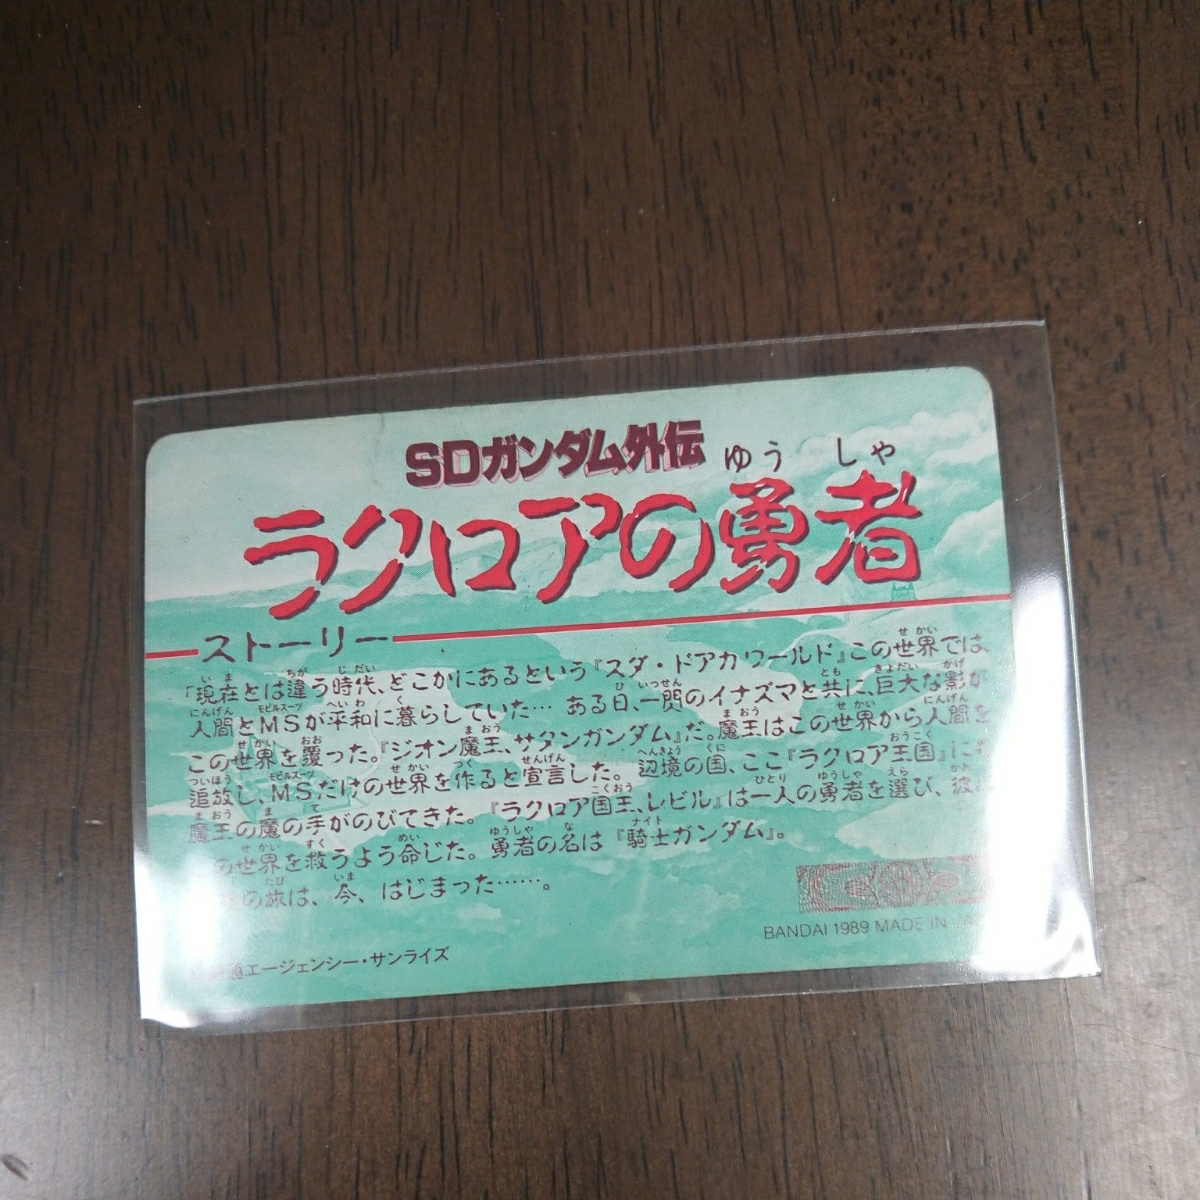 SDガンダム外伝
ゆう しゃ
ラクロアの勇者
ストーリー
「現在とは違う時代、どこかにあるという『スダ・ドアカワールド』この世界では、
人間とMSが平和に暮らしていた… ある日、一閃のイナズマと共に、巨大な影が
この世界を覆った。『ジオン魔王、サタンガンダム』だ。魔王はこの世界から人間を
追放し、MSだけの世界を作ると宣言した。辺境の国、ここ『ラクロア王国』に
魔王の魔の手がのびてきた。『ラクロア国王、レビル』は一人の勇者を選び、彼
の世界を救うよう命じた。勇者の名は『騎士ガンダム』。
の旅は、今、はじまった……。
BANDAI 1989 MADE IN
エージェンシー・サンライズ